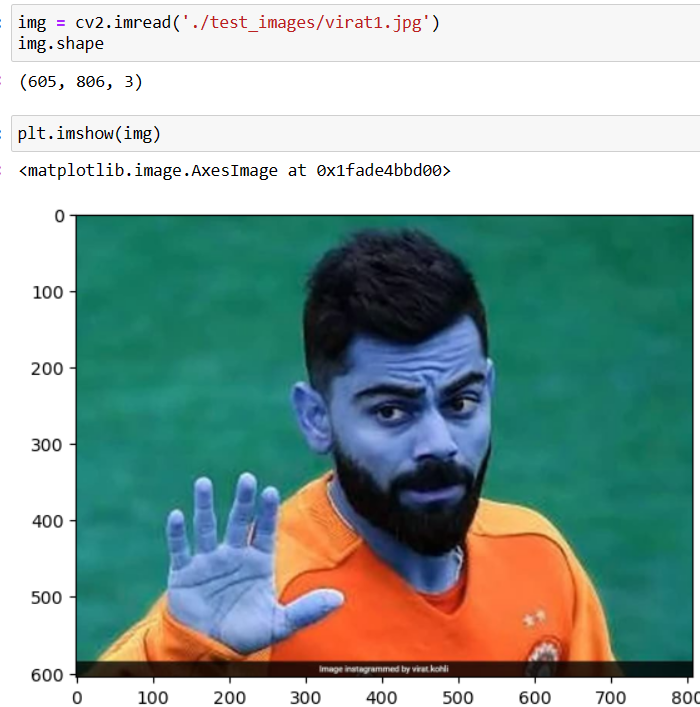 img = cv2.imread('./test_images/virat1.jpg')
img.shape
(605, 806, 3)
plt.imshow(img)
<matplotlib.image.AxesImage at 0x1fade4bbd00>
0
100
200
300
400
500
600
Image instagrammed by virat.kohli
0 100 200 300 400 500 600 700 800